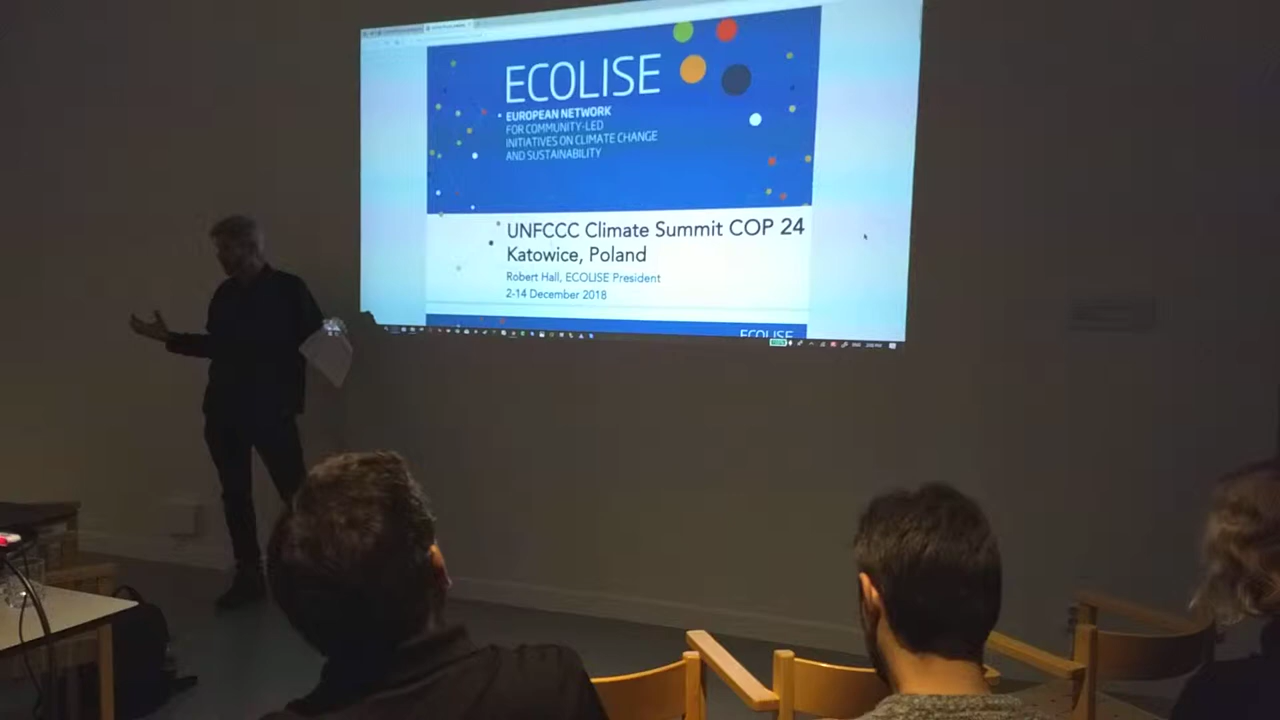 ECOLISE
EUROPEAN NETWORK
FOR COMMUNITY-LED
INITIATIVES ON CLIMATE CHANGE
AND SUSTAINABILITY
UNFCCC Climate Summit COP 24
Katowice, Poland
Robert Hall, ECOLISE President
2-14 December 2018
ECOLISE